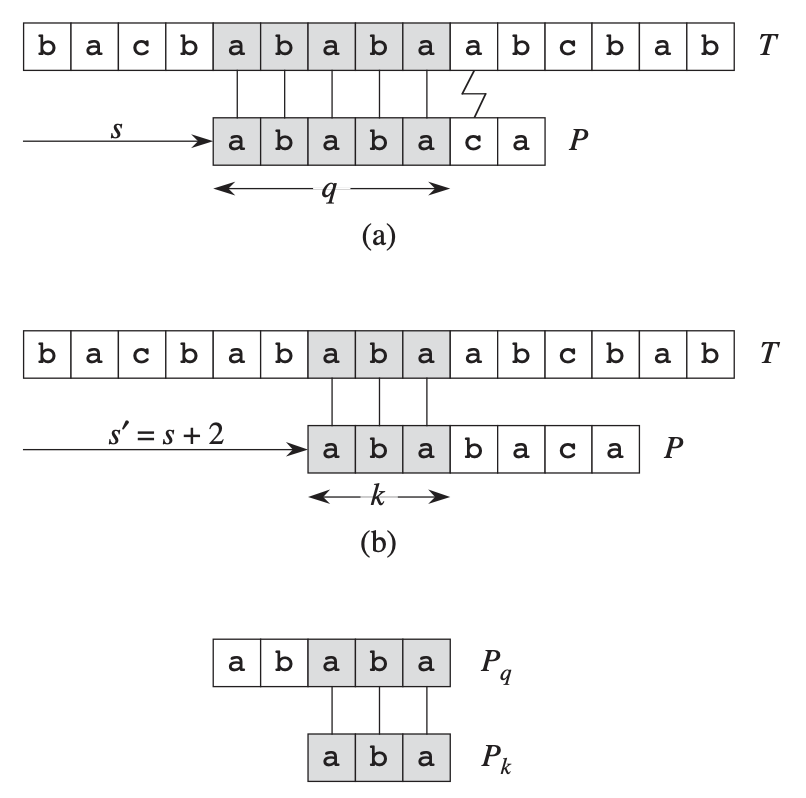 b a c b a b a b a a b c b a b T
s
a b a b a c a P
q
(a)
b a c b a b a b a a b c b a b T
s′ = s + 2
a b a b a c a P
k
(b)
a b a b a P_q
a b a P_k